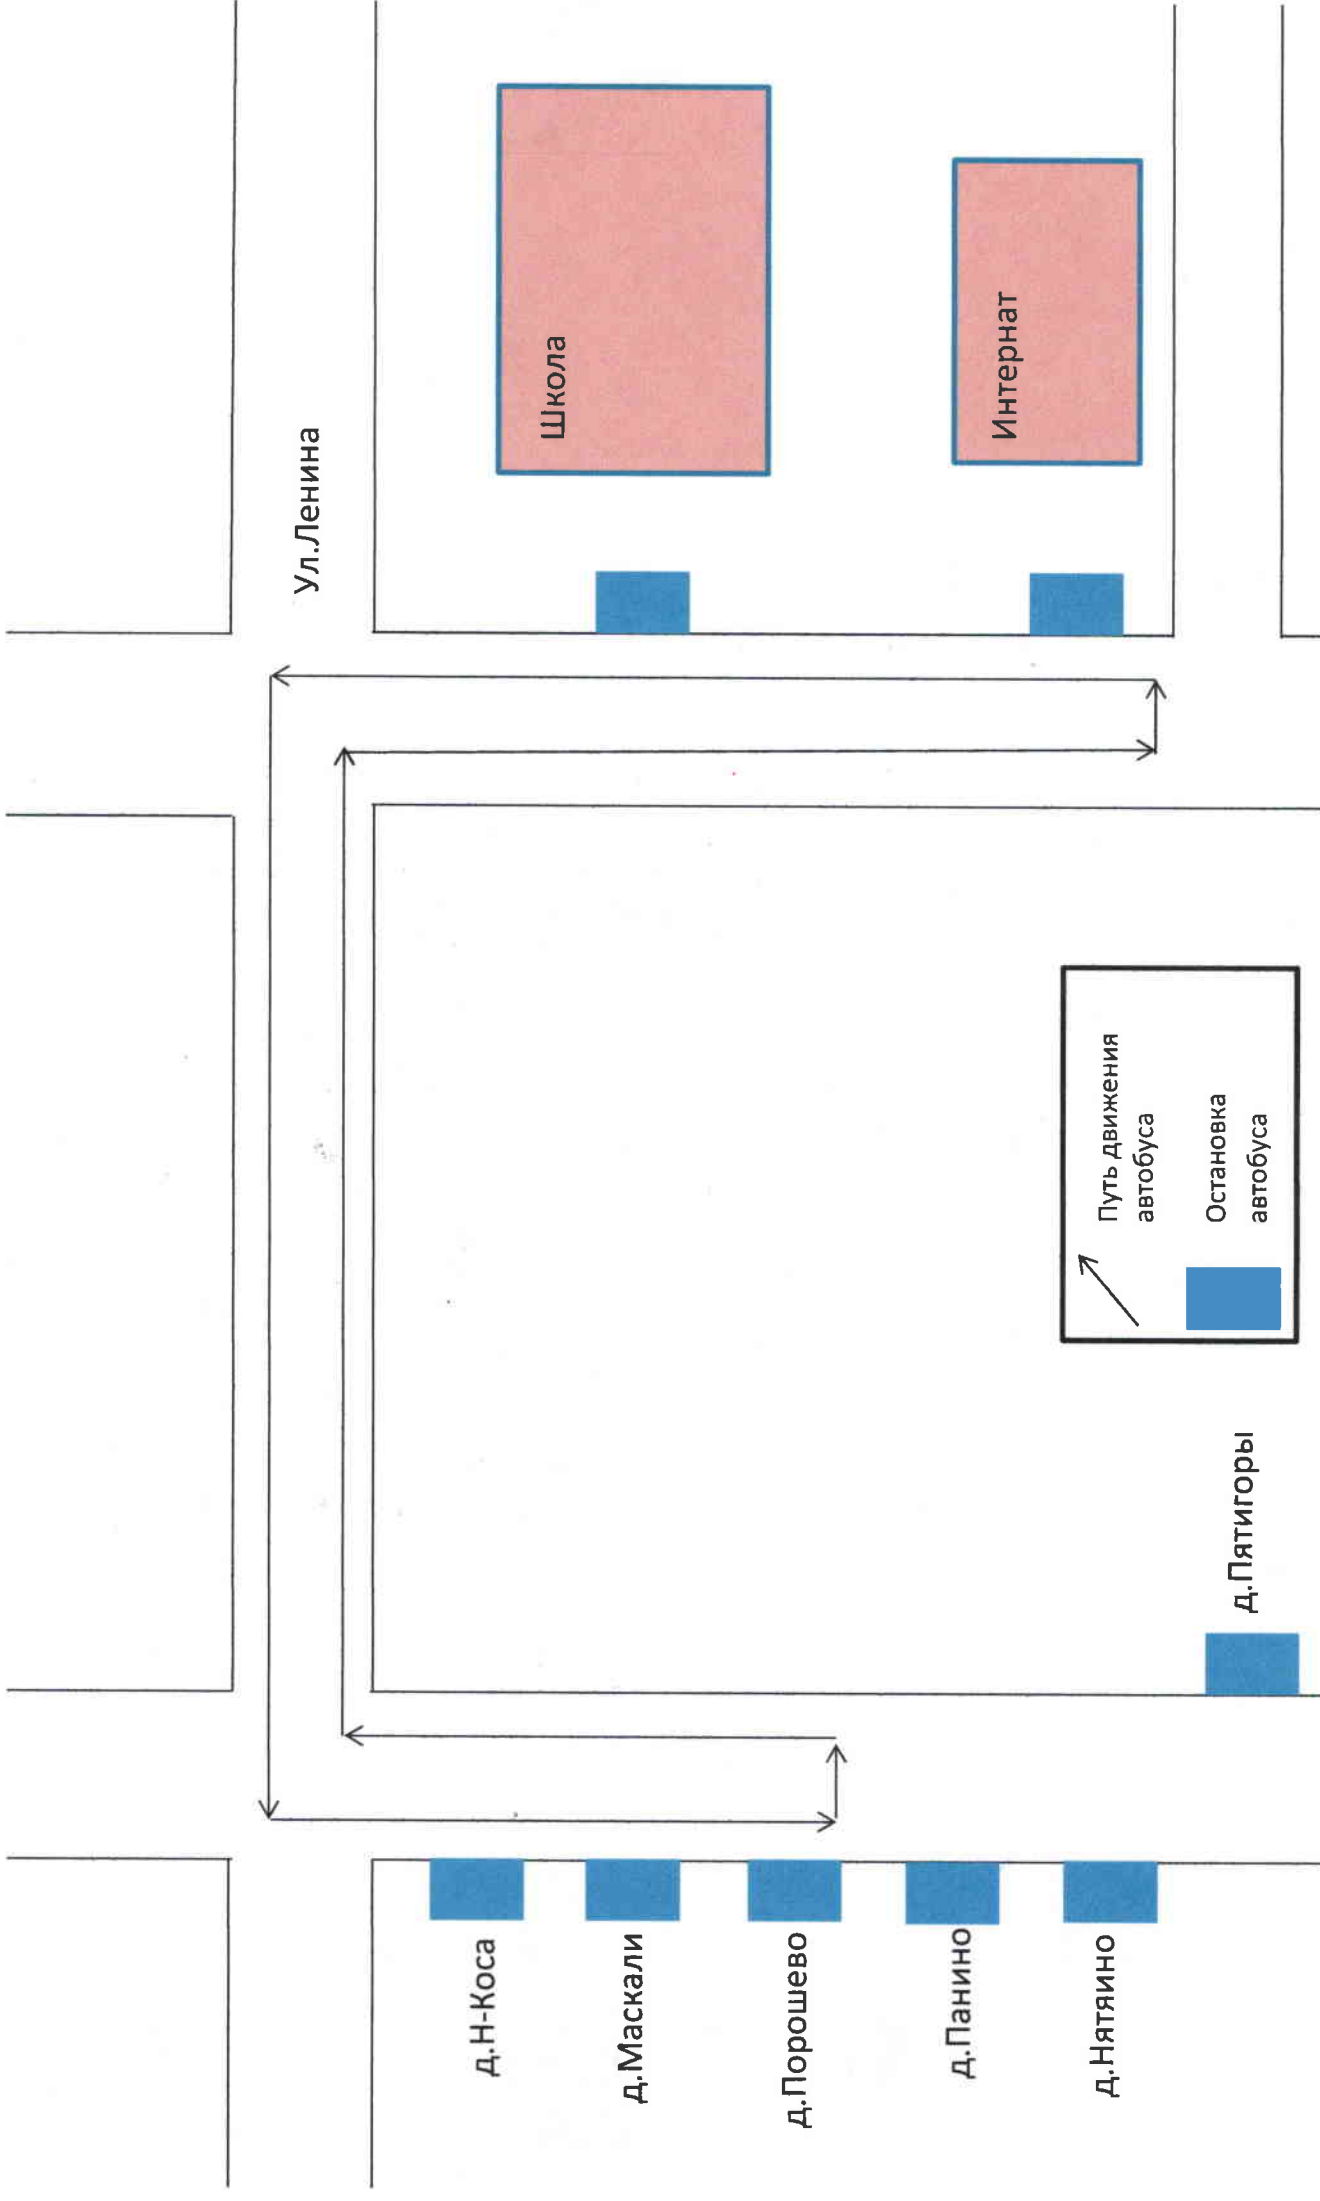 Ул.Ленина
Школа
Интернат
д.Н-Коса
д.Маскали
д.Порошево
д.Панино
д.Нятяино
д.Пятигоры
Путь движения
автобуса
Остановка
автобуса